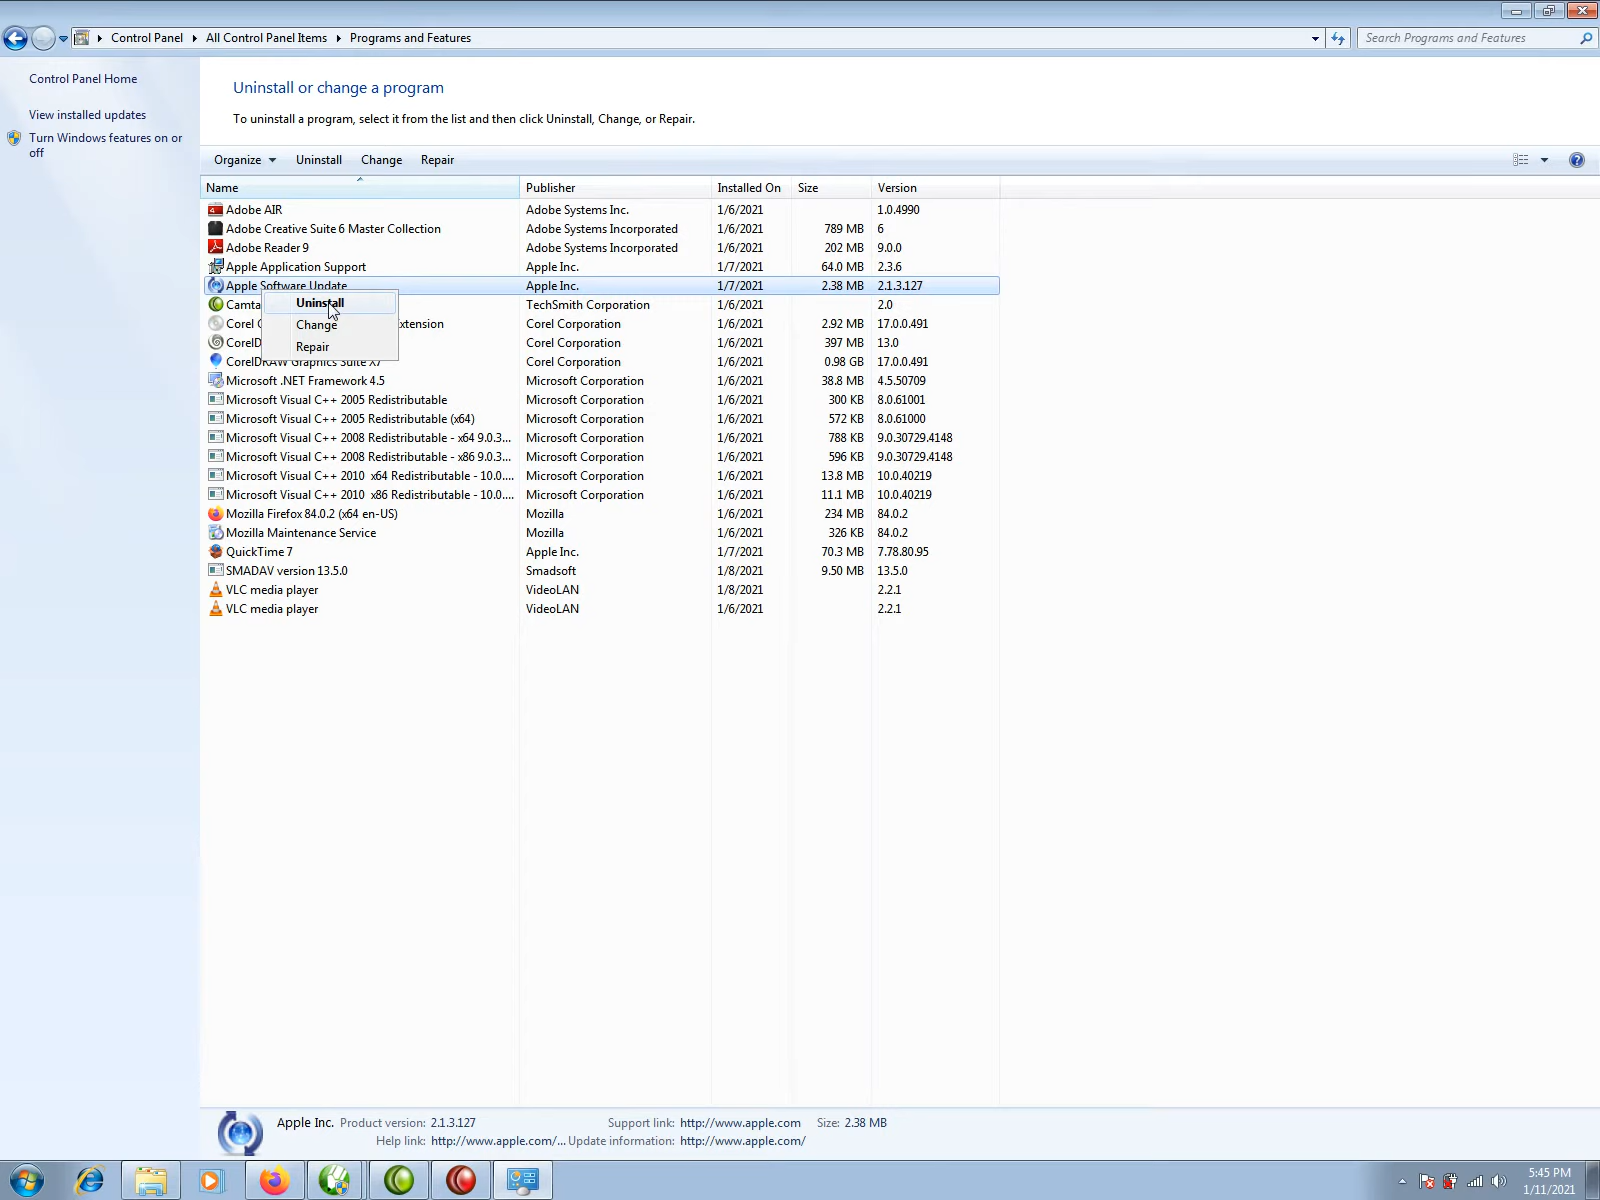 Control Panel ▸ All Control Panel Items ▸ Programs and Features
Search Programs and Features
Control Panel Home
View installed updates
Turn Windows features on or
off
Uninstall or change a program
To uninstall a program, select it from the list and then click Uninstall, Change, or Repair.
Organize Uninstall Change Repair
Name Publisher Installed On Size Version
Adobe AIR Adobe Systems Inc. 1/6/2021 1.0.4990
Adobe Creative Suite 6 Master Collection Adobe Systems Incorporated 1/6/2021 789 MB 6
Adobe Reader 9 Adobe Systems Incorporated 1/6/2021 202 MB 9.0.0
Apple Application Support Apple Inc. 1/7/2021 64.0 MB 2.3.6
Apple Software Update Apple Inc. 1/7/2021 2.38 MB 2.1.3.127
Camta TechSmith Corporation 1/6/2021 2.0
Uninstall
Corel xtension Corel Corporation 1/6/2021 2.92 MB 17.0.0.491
Change
CorelD Corel Corporation 1/6/2021 397 MB 13.0
Repair
CorelDRAW Graphics Suite X7 Corel Corporation 1/6/2021 0.98 GB 17.0.0.491
Microsoft .NET Framework 4.5 Microsoft Corporation 1/6/2021 38.8 MB 4.5.50709
Microsoft Visual C++ 2005 Redistributable Microsoft Corporation 1/6/2021 300 KB 8.0.61001
Microsoft Visual C++ 2005 Redistributable (x64) Microsoft Corporation 1/6/2021 572 KB 8.0.61000
Microsoft Visual C++ 2008 Redistributable - x64 9.0.3... Microsoft Corporation 1/6/2021 788 KB 9.0.30729.4148
Microsoft Visual C++ 2008 Redistributable - x86 9.0.3... Microsoft Corporation 1/6/2021 596 KB 9.0.30729.4148
Microsoft Visual C++ 2010 x64 Redistributable - 10.0.... Microsoft Corporation 1/6/2021 13.8 MB 10.0.40219
Microsoft Visual C++ 2010 x86 Redistributable - 10.0.... Microsoft Corporation 1/6/2021 11.1 MB 10.0.40219
Mozilla Firefox 84.0.2 (x64 en-US) Mozilla 1/6/2021 234 MB 84.0.2
Mozilla Maintenance Service Mozilla 1/6/2021 326 KB 84.0.2
QuickTime 7 Apple Inc. 1/7/2021 70.3 MB 7.78.80.95
SMADAV version 13.5.0 Smadsoft 1/8/2021 9.50 MB 13.5.0
VLC media player VideoLAN 1/8/2021 2.2.1
VLC media player VideoLAN 1/6/2021 2.2.1
Apple Inc. Product version: 2.1.3.127 Support link: http://www.apple.com Size: 2.38 MB
Help link: http://www.apple.com/... Update information: http://www.apple.com/
5:45 PM
1/11/2021